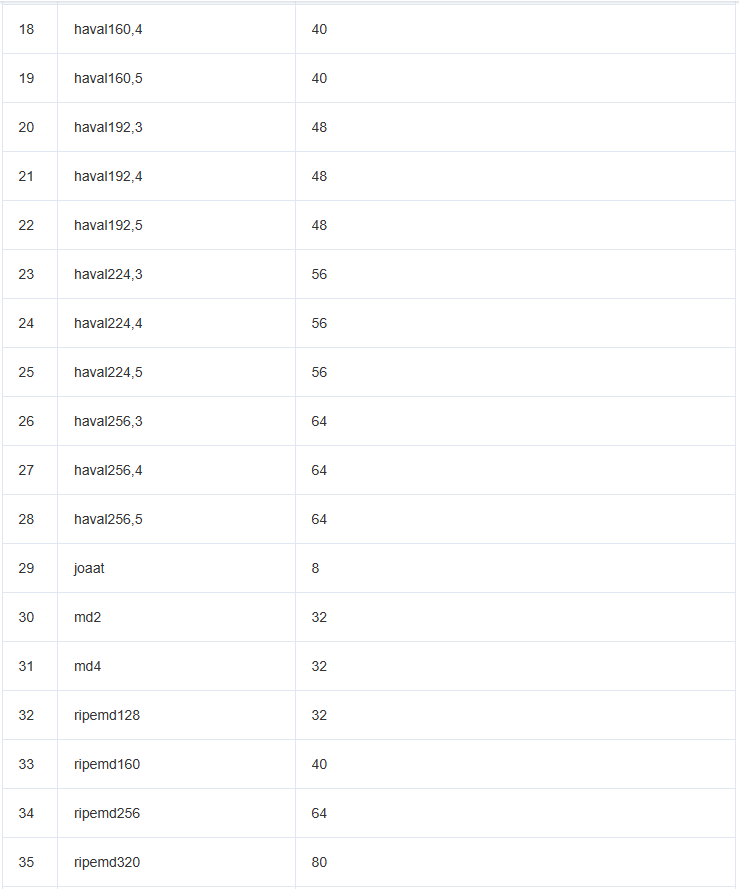 18 haval160,4 40
19 haval160,5 40
20 haval192,3 48
21 haval192,4 48
22 haval192,5 48
23 haval224,3 56
24 haval224,4 56
25 haval224,5 56
26 haval256,3 64
27 haval256,4 64
28 haval256,5 64
29 joaat 8
30 md2 32
31 md4 32
32 ripemd128 32
33 ripemd160 40
34 ripemd256 64
35 ripemd320 80